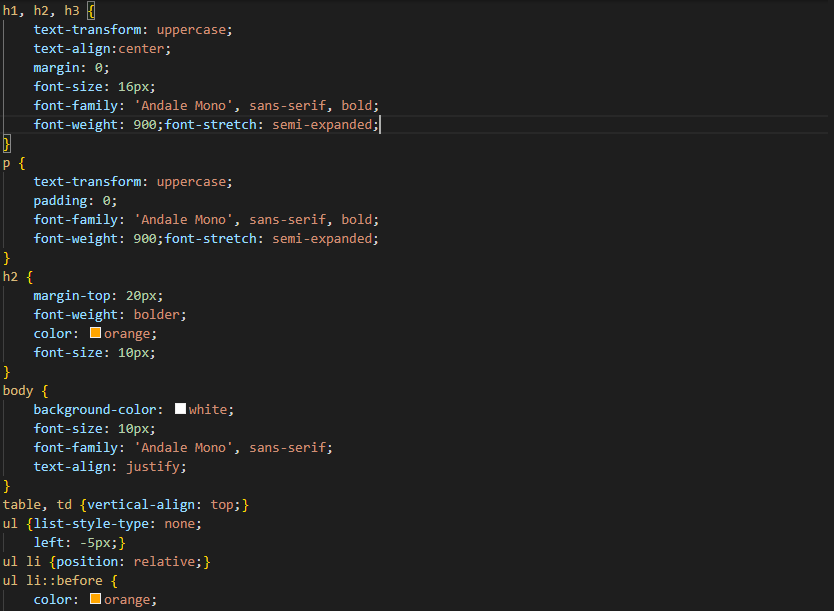 h1, h2, h3 {
    text-transform: uppercase;
    text-align:center;
    margin: 0;
    font-size: 16px;
    font-family: 'Andale Mono', sans-serif, bold;
    font-weight: 900;font-stretch: semi-expanded;
}
p {
    text-transform: uppercase;
    padding: 0;
    font-family: 'Andale Mono', sans-serif, bold;
    font-weight: 900;font-stretch: semi-expanded;
}
h2 {
    margin-top: 20px;
    font-weight: bolder;
    color: orange;
    font-size: 10px;
}
body {
    background-color: white;
    font-size: 10px;
    font-family: 'Andale Mono', sans-serif;
    text-align: justify;
}
table, td {vertical-align: top;}
ul {list-style-type: none;
    left: -5px;}
ul li {position: relative;}
ul li::before {
    color: orange;